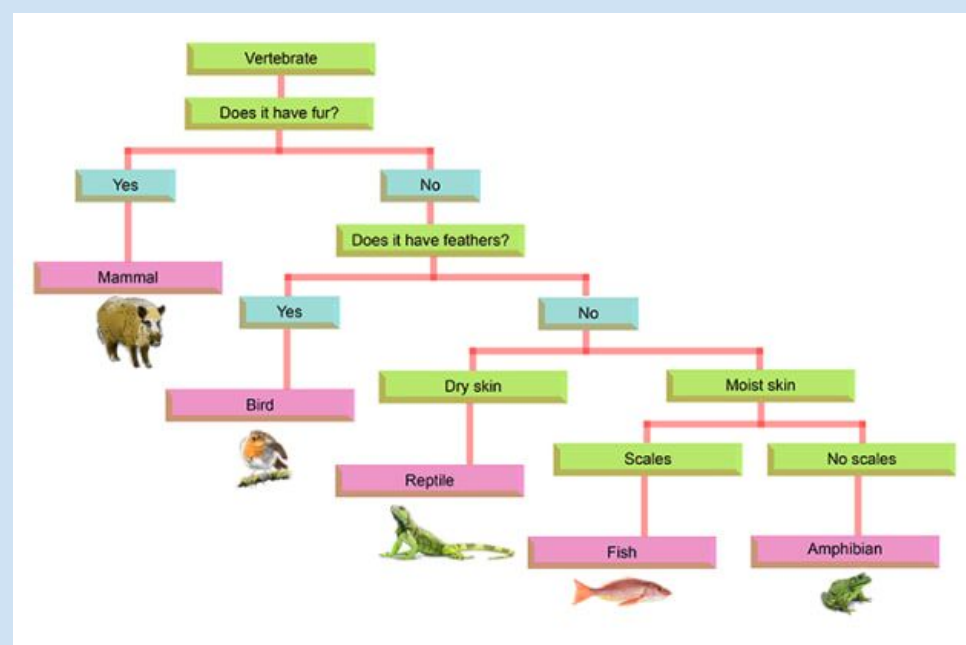 Vertebrate
Does it have fur?
Yes
No
Does it have feathers?
Mammal
Yes
No
Dry skin
Moist skin
Bird
Scales
No scales
Reptile
Fish
Amphibian